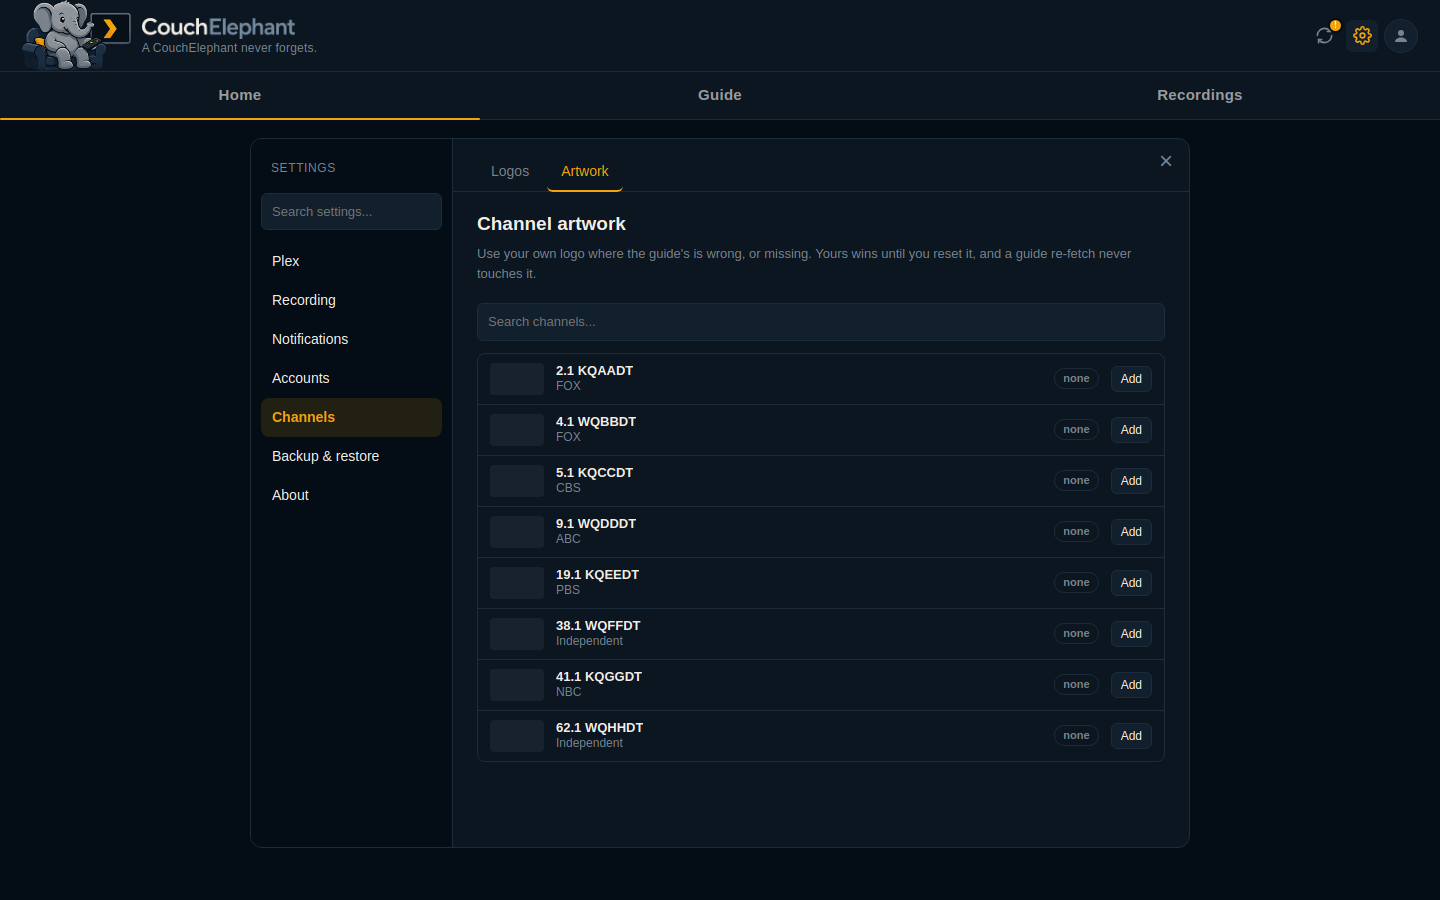 CouchElephant
A CouchElephant never forgets.
!
Home
Guide
Recordings
SETTINGS
Search settings...
Plex
Recording
Notifications
Accounts
Channels
Backup & restore
About
Logos
Artwork
Channel artwork
Use your own logo where the guide's is wrong, or missing. Yours wins until you reset it, and a guide re-fetch never
touches it.
Search channels...
2.1 KQAADT
FOX
none
Add
4.1 WQBBDT
FOX
none
Add
5.1 KQCCDT
CBS
none
Add
9.1 WQDDDT
ABC
none
Add
19.1 KQEEDT
PBS
none
Add
38.1 WQFFDT
Independent
none
Add
41.1 KQGGDT
NBC
none
Add
62.1 WQHHDT
Independent
none
Add